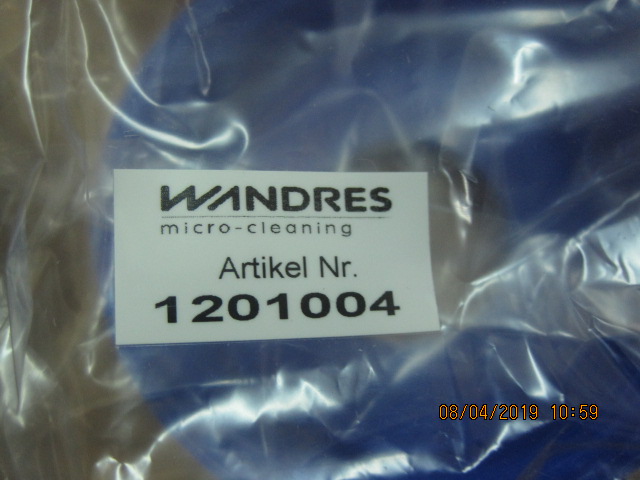 WANDRES
micro-cleaning
Artikel Nr.
1201004
08/04/2019 10:59